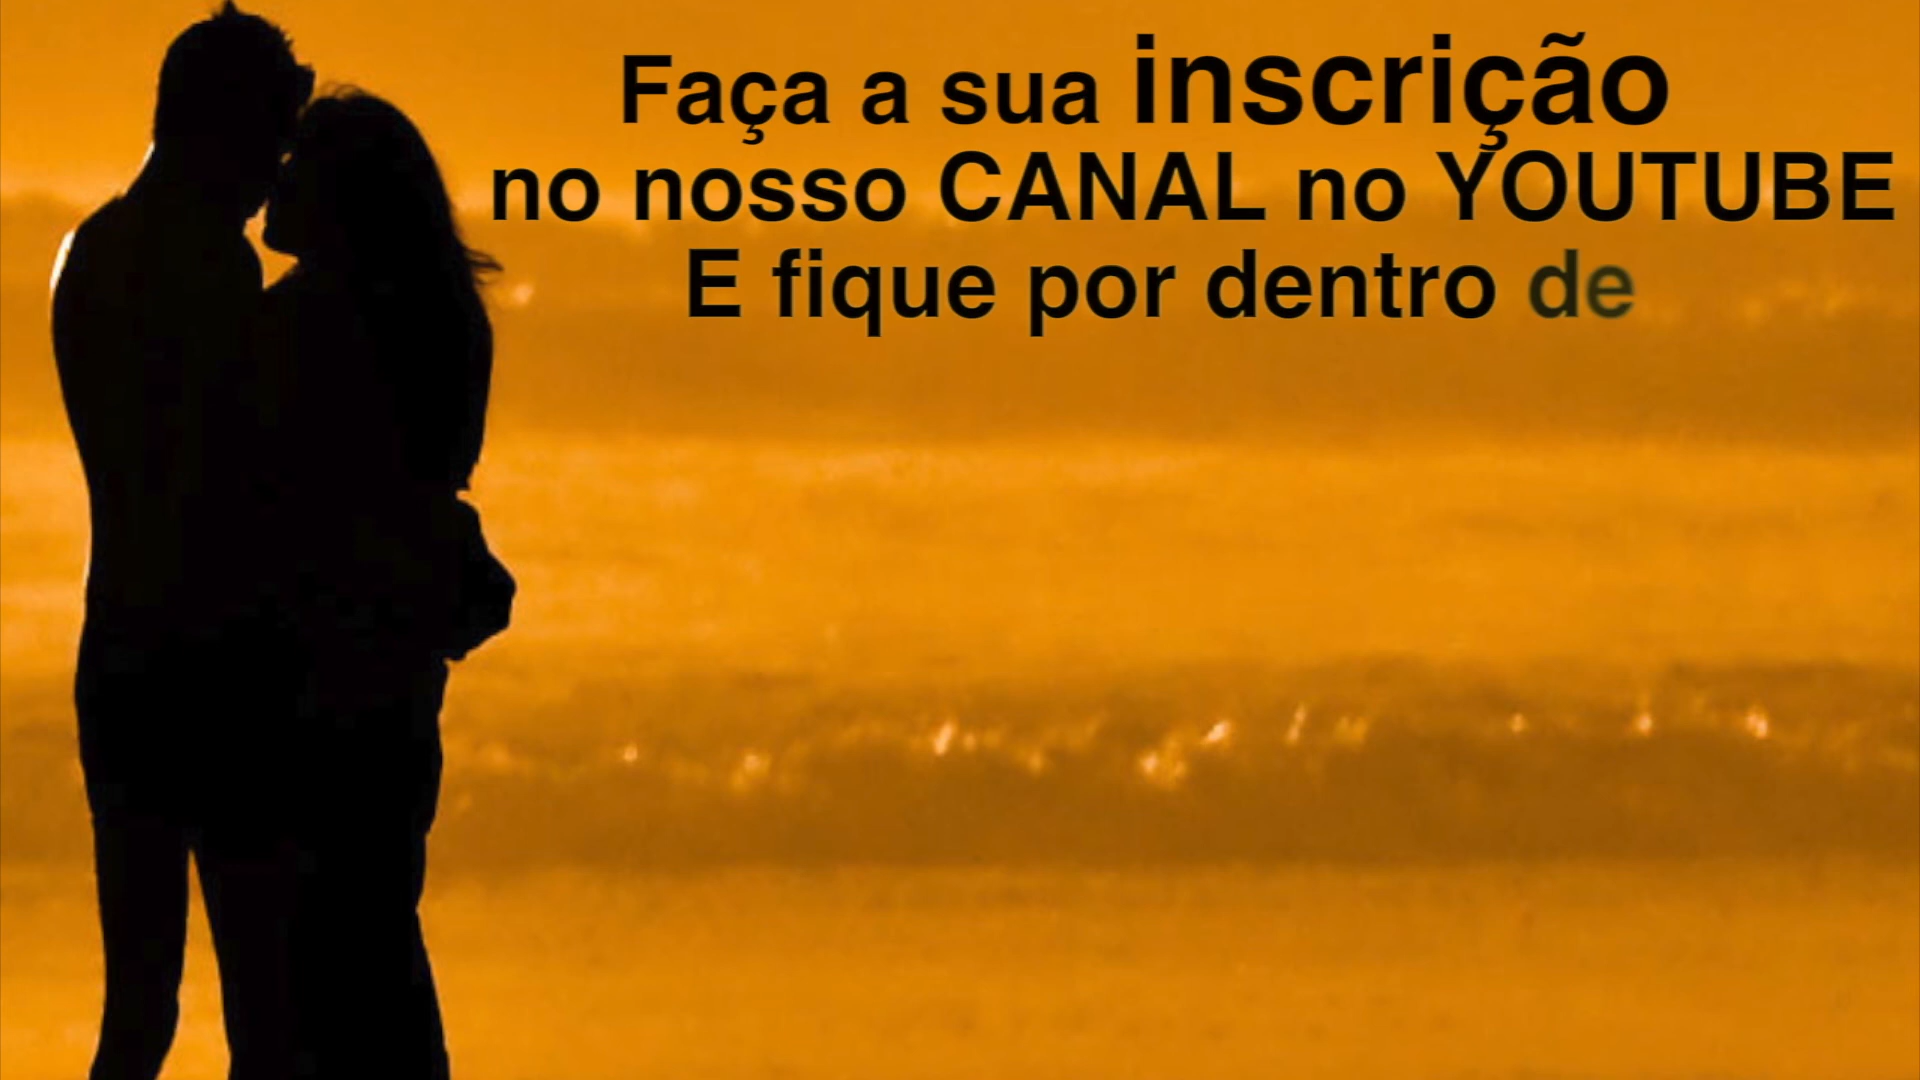 Faça a sua inscrição
no nosso CANAL no YOUTUBE
E fique por dentro de